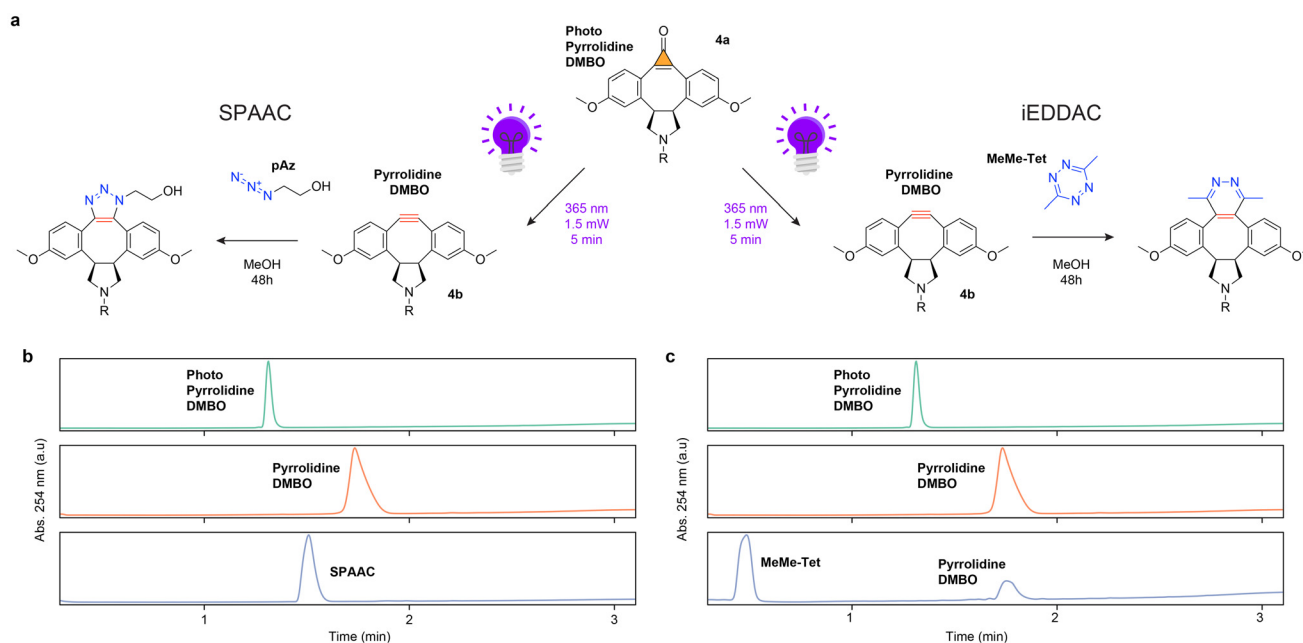 a
Photo
Pyrrolidine
DMBO
4a
O
O
O
N
R
SPAAC
iEDDAC
pAz
N⁻
N⁺
N
OH
Pyrrolidine
DMBO
O
O
N
R
4b
N
N
N
OH
O
O
N
R
MeOH
48h
365 nm
1.5 mW
5 min
365 nm
1.5 mW
5 min
Pyrrolidine
DMBO
O
O
N
R
4b
MeMe-Tet
N
N
N
N
MeOH
48h
N
N
O
O
N
R
b
Photo
Pyrrolidine
DMBO
Pyrrolidine
DMBO
SPAAC
Abs. 254 nm (a.u)
1
2
3
Time (min)
c
Photo
Pyrrolidine
DMBO
Pyrrolidine
DMBO
MeMe-Tet
Pyrrolidine
DMBO
Abs. 254 nm (a.u)
1
2
3
Time (min)